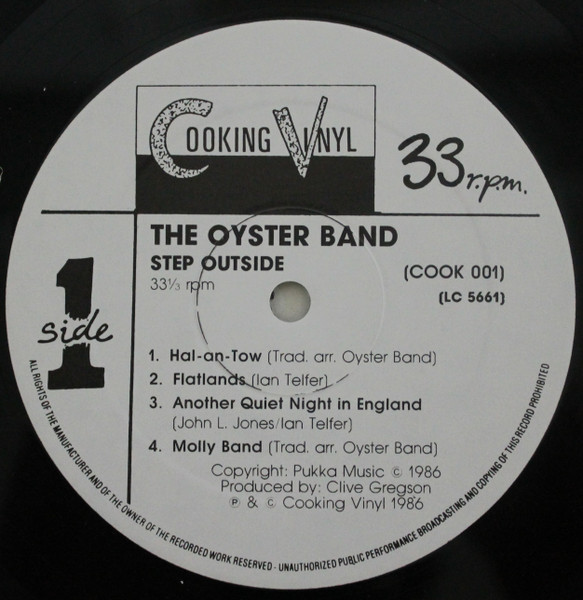 COOKING VINYL
33 r.p.m.
THE OYSTER BAND
STEP OUTSIDE
33⅓ rpm
(COOK 001)
(LC 5661)
1
side
1. Hal-an-Tow (Trad. arr. Oyster Band)
2. Flatlands (Ian Telfer)
3. Another Quiet Night in England
(John L. Jones/Ian Telfer)
4. Molly Band (Trad. arr. Oyster Band)
Copyright: Pukka Music © 1986
Produced by: Clive Gregson
℗ & © Cooking Vinyl 1986
ALL RIGHTS OF THE MANUFACTURER AND OF THE OWNER OF THE RECORDED WORK RESERVED - UNAUTHORIZED PUBLIC PERFORMANCE BROADCASTING AND COPYING OF THIS RECORD PROHIBITED